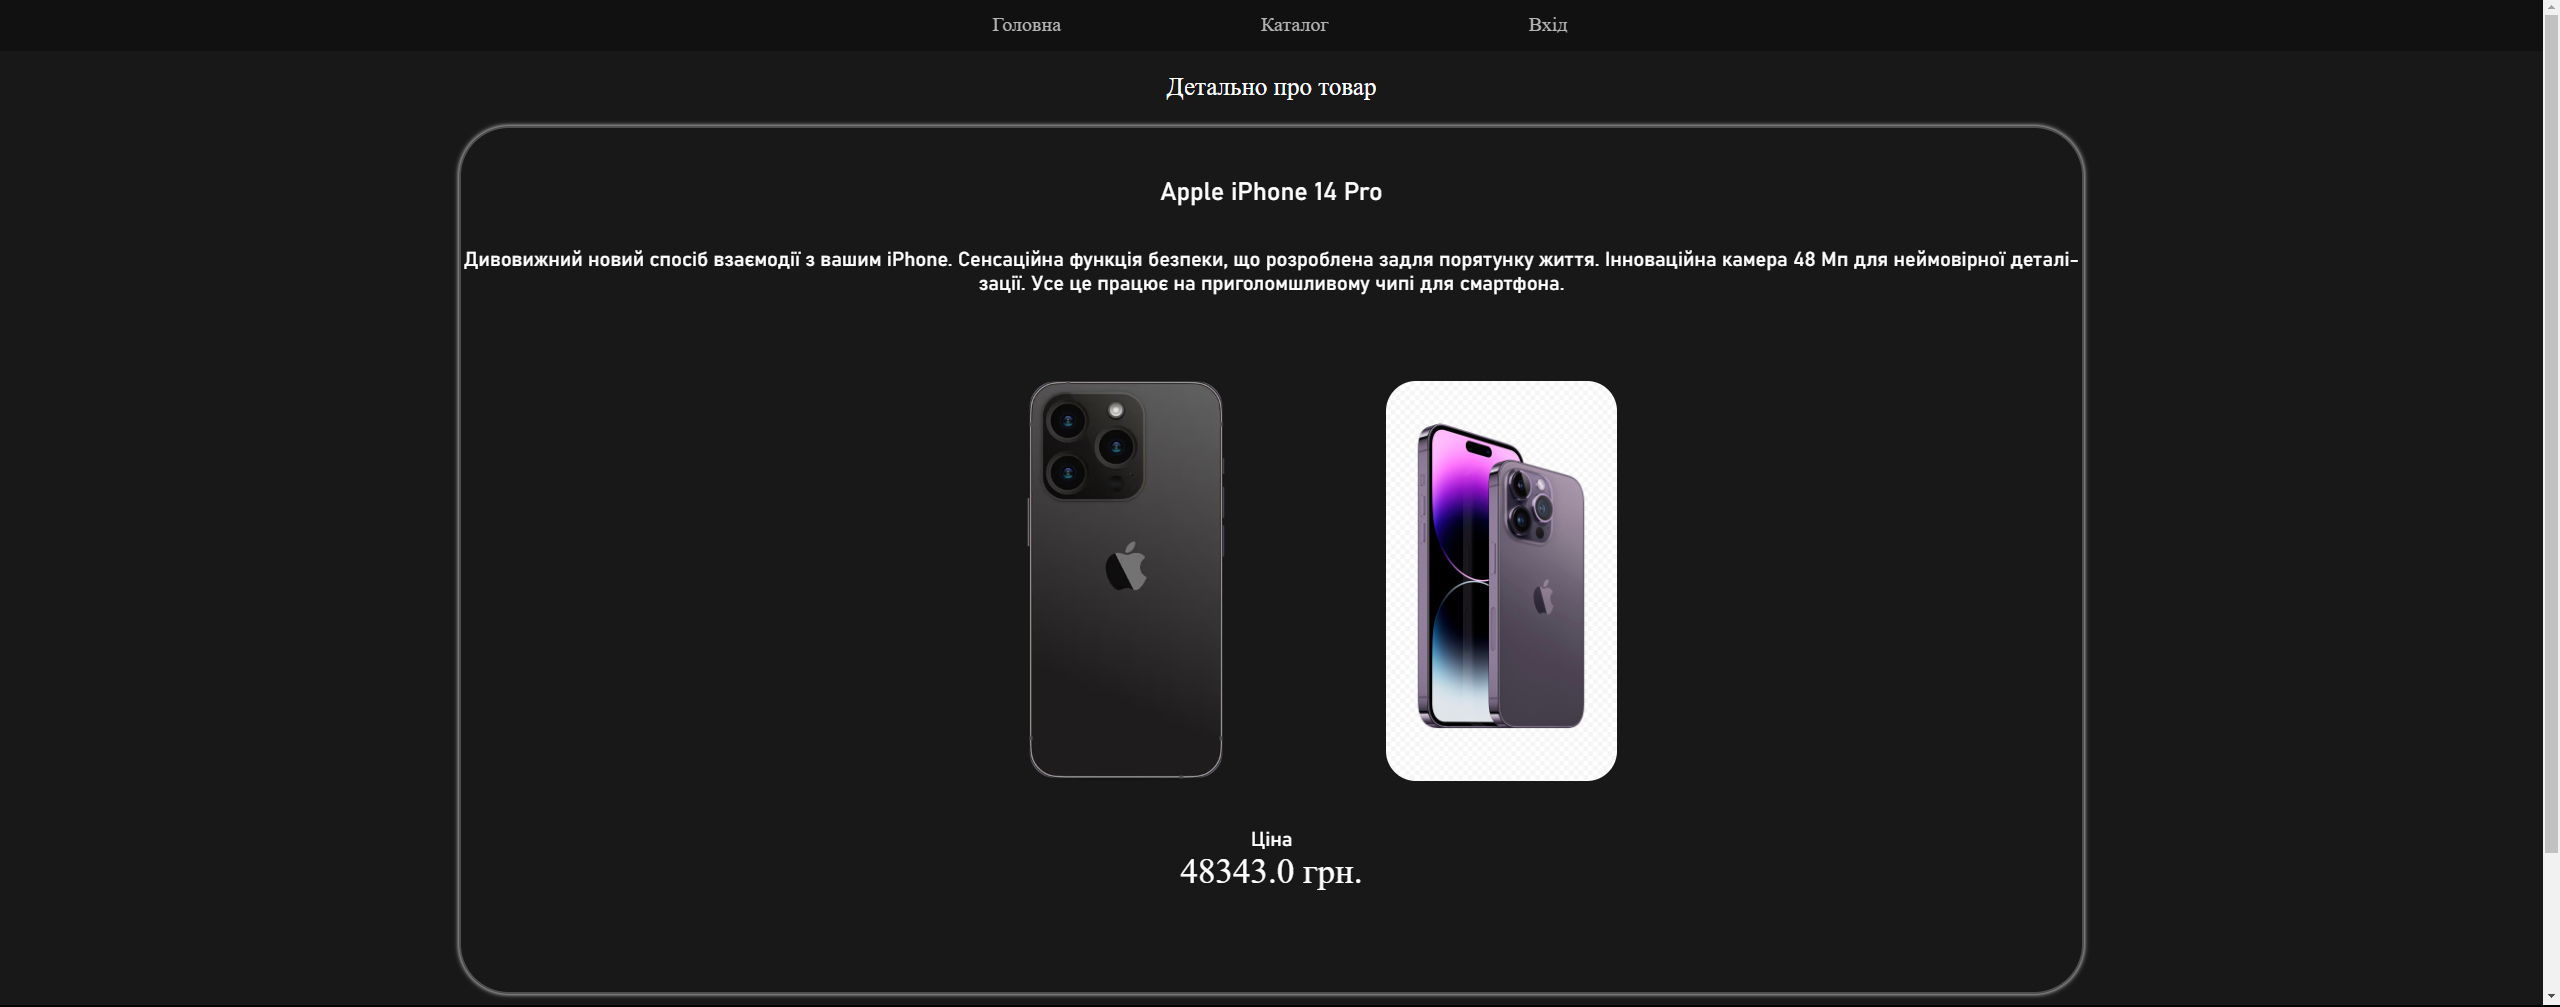 Головна Каталог Вхід
Детально про товар
Apple iPhone 14 Pro
Дивовижний новий спосіб взаємодії з вашим iPhone. Сенсаційна функція безпеки, що розроблена задля порятунку життя. Інноваційна камера 48 Мп для неймовірної деталі-
зації. Усе це працює на приголомшливому чипі для смартфона.
Ціна
48343.0 грн.